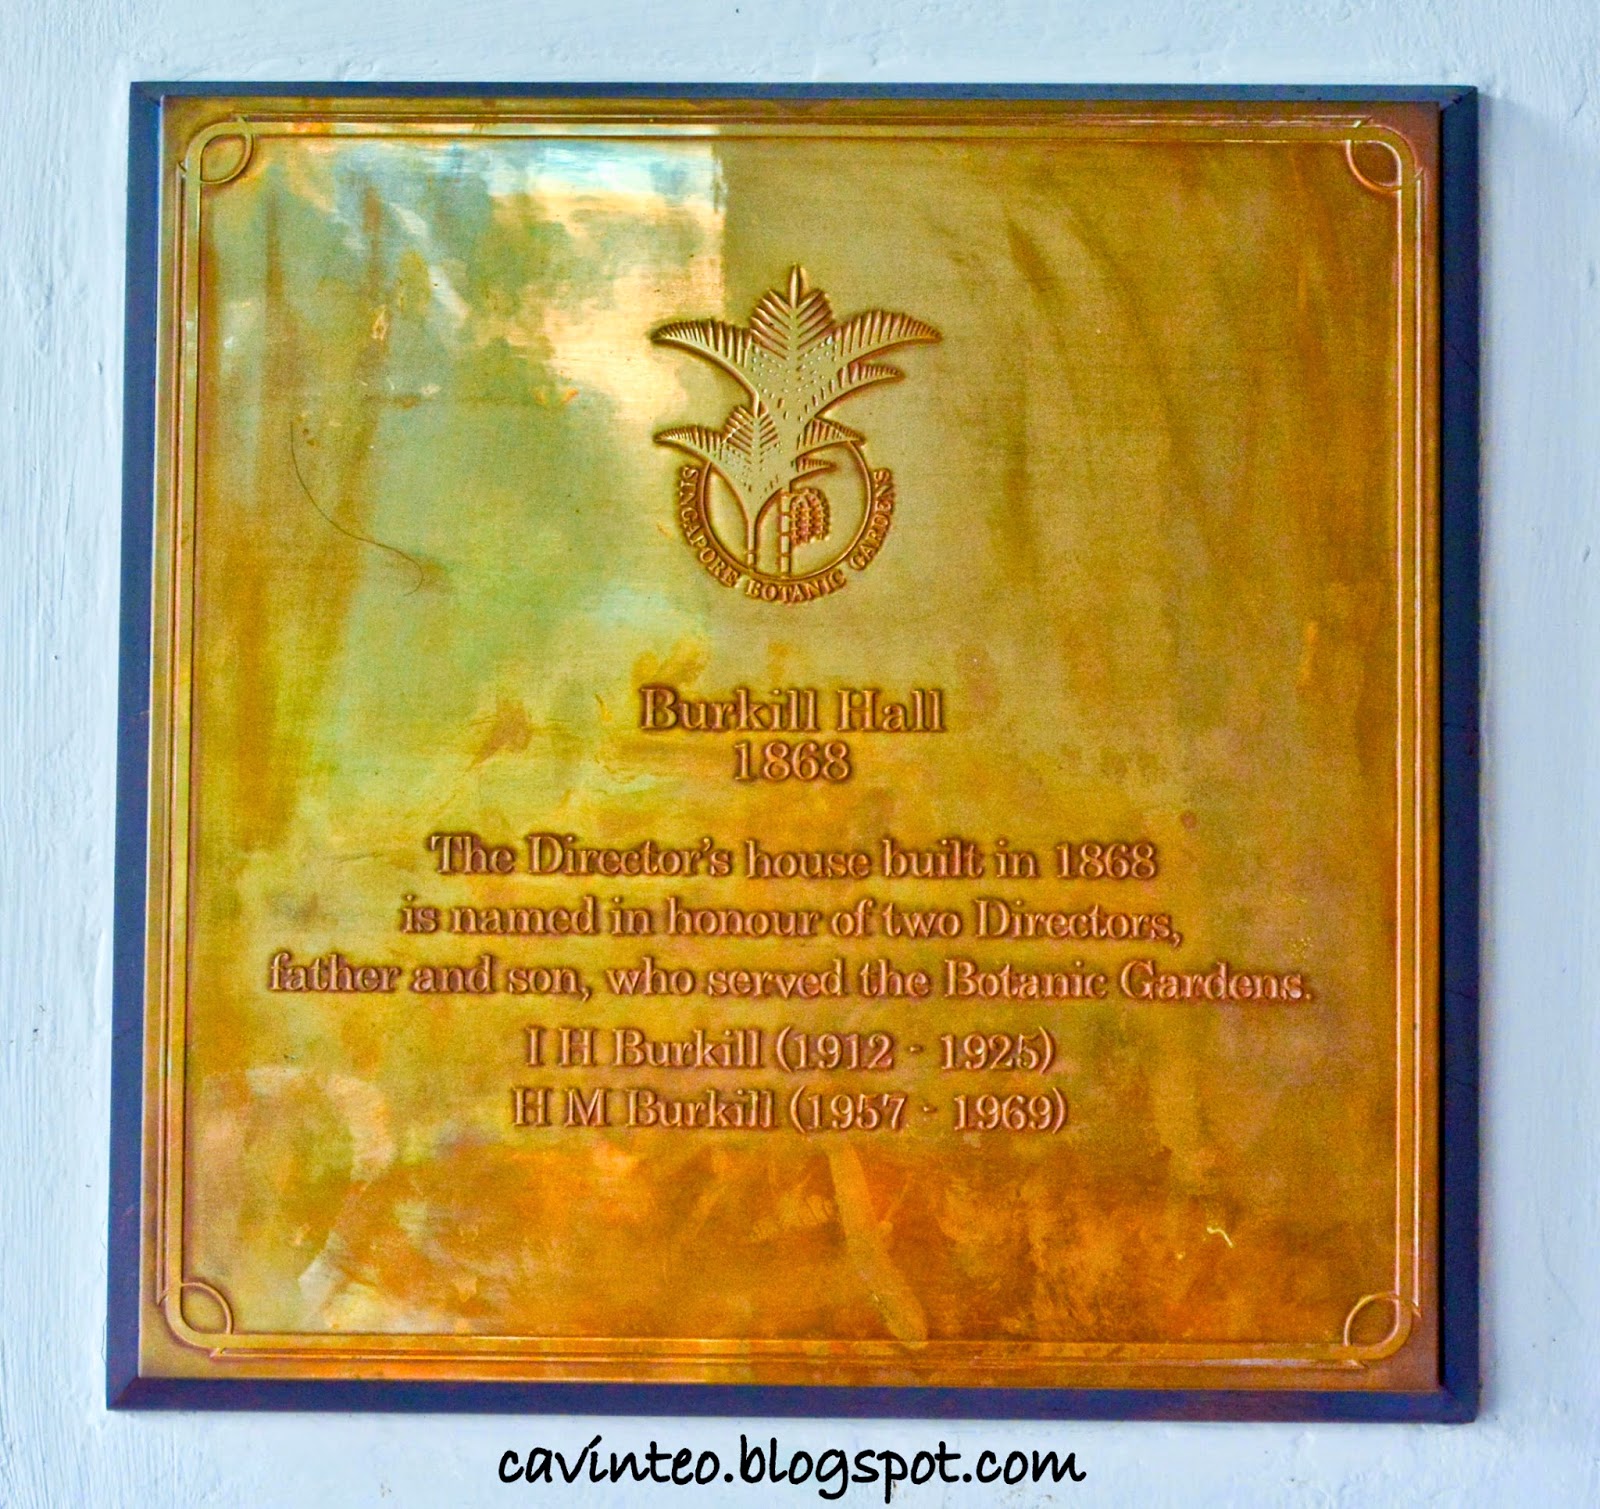 SINGAPORE BOTANIC GARDENS
Burkill Hall
1868
The Director's house built in 1868
is named in honour of two Directors,
father and son, who served the Botanic Gardens.
I H Burkill (1912 - 1925)
H M Burkill (1957 - 1969)
cavinteo.blogspot.com